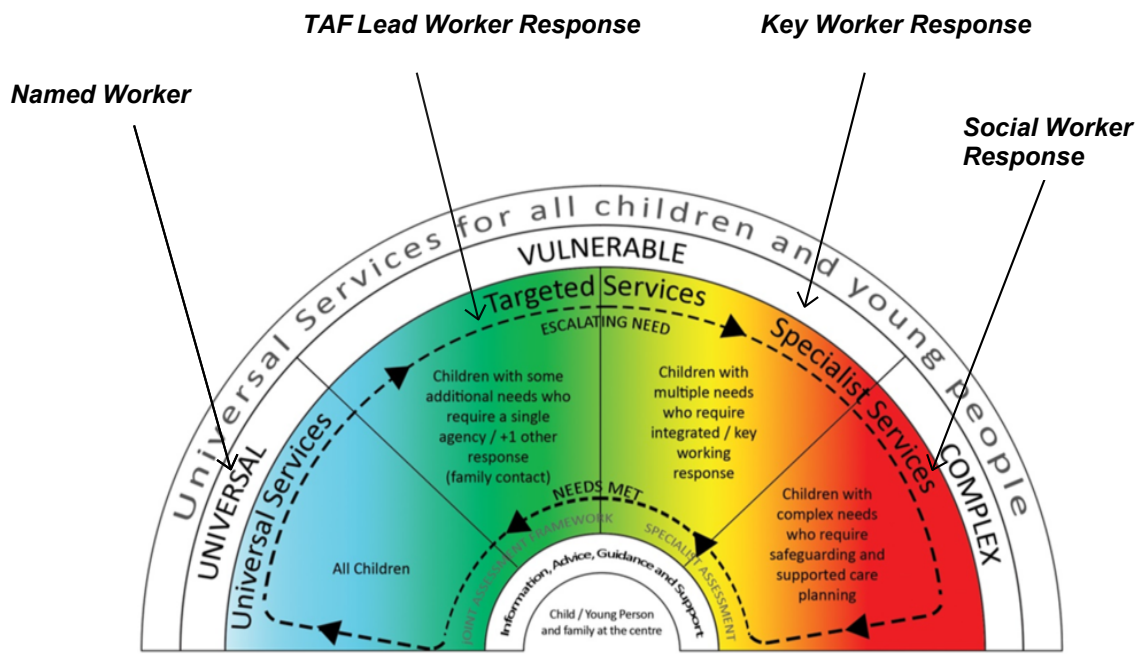 TAF Lead Worker Response
Key Worker Response
Named Worker
Social Worker
Response
Universal Services for all children and young people
VULNERABLE
UNIVERSAL
COMPLEX
Universal Services
Targeted Services
Specialist Services
ESCALATING NEED
Children with some
additional needs who
require a single
agency / +1 other
response
(family contact)
Children with
multiple needs
who require
integrated / key
working
response
All Children
Children with
complex needs
who require
safeguarding and
supported care
planning
NEEDS MET
JOINT ASSESSMENT FRAMEWORK
SPECIALIST ASSESSMENT
Information, Advice, Guidance and Support
Child / Young Person
and family at the centre